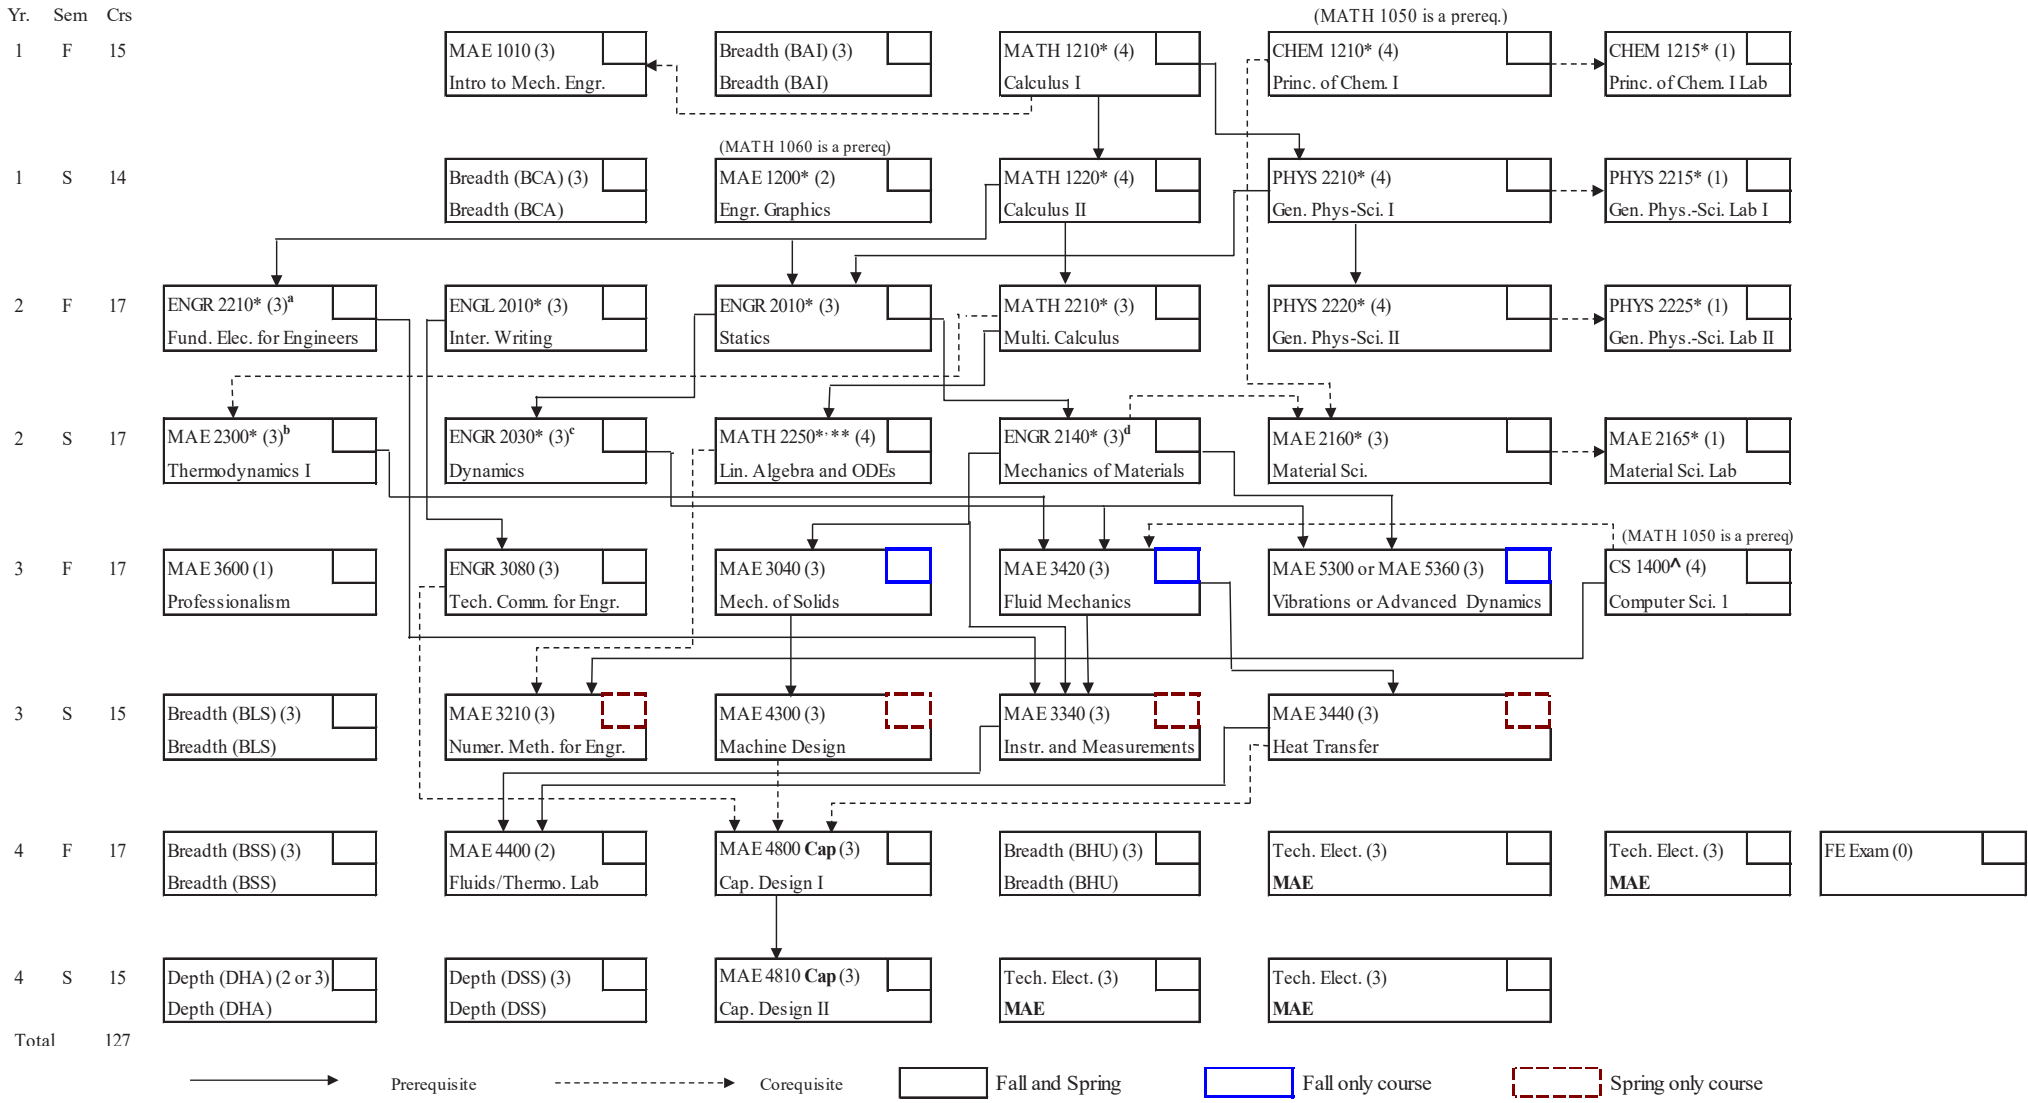 Yr. Sem Crs
(MATH 1050 is a prereq.)
1 F 15
MAE 1010 (3)
Intro to Mech. Engr.
Breadth (BAI) (3)
Breadth (BAI)
MATH 1210* (4)
Calculus I
CHEM 1210* (4)
Princ. of Chem. I
CHEM 1215* (1)
Princ. of Chem. I Lab
(MATH 1060 is a prereq)
1 S 14
Breadth (BCA) (3)
Breadth (BCA)
MAE 1200* (2)
Engr. Graphics
MATH 1220* (4)
Calculus II
PHYS 2210* (4)
Gen. Phys-Sci. I
PHYS 2215* (1)
Gen. Phys.-Sci. Lab I
2 F 17
ENGR 2210* (3)a
Fund. Elec. for Engineers
ENGL 2010* (3)
Inter. Writing
ENGR 2010* (3)
Statics
MATH 2210* (3)
Multi. Calculus
PHYS 2220* (4)
Gen. Phys-Sci. II
PHYS 2225* (1)
Gen. Phys.-Sci. Lab II
2 S 17
MAE 2300* (3)b
Thermodynamics I
ENGR 2030* (3)c
Dynamics
MATH 2250*,** (4)
Lin. Algebra and ODEs
ENGR 2140* (3)d
Mechanics of Materials
MAE 2160* (3)
Material Sci.
MAE 2165* (1)
Material Sci. Lab
(MATH 1050 is a prereq)
3 F 17
MAE 3600 (1)
Professionalism
ENGR 3080 (3)
Tech. Comm. for Engr.
MAE 3040 (3)
Mech. of Solids
MAE 3420 (3)
Fluid Mechanics
MAE 5300 or MAE 5360 (3)
Vibrations or Advanced Dynamics
CS 1400^ (4)
Computer Sci. 1
3 S 15
Breadth (BLS) (3)
Breadth (BLS)
MAE 3210 (3)
Numer. Meth. for Engr.
MAE 4300 (3)
Machine Design
MAE 3340 (3)
Instr. and Measurements
MAE 3440 (3)
Heat Transfer
4 F 17
Breadth (BSS) (3)
Breadth (BSS)
MAE 4400 (2)
Fluids/Thermo. Lab
MAE 4800 Cap (3)
Cap. Design I
Breadth (BHU) (3)
Breadth (BHU)
Tech. Elect. (3)
MAE
Tech. Elect. (3)
MAE
FE Exam (0)
4 S 15
Depth (DHA) (2 or 3)
Depth (DHA)
Depth (DSS) (3)
Depth (DSS)
MAE 4810 Cap (3)
Cap. Design II
Tech. Elect. (3)
MAE
Tech. Elect. (3)
MAE
Total 127
Prerequisite
Corequisite
Fall and Spring
Fall only course
Spring only course